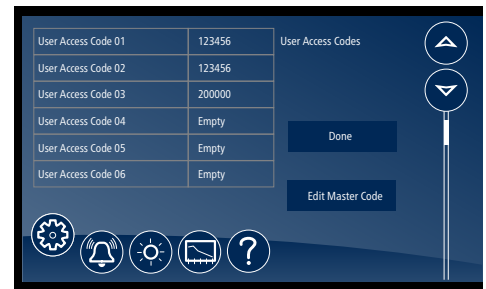 User Access Code 01 123456 User Access Codes
User Access Code 02 123456
User Access Code 03 200000
User Access Code 04 Empty
User Access Code 05 Empty
User Access Code 06 Empty
Done
Edit Master Code
?